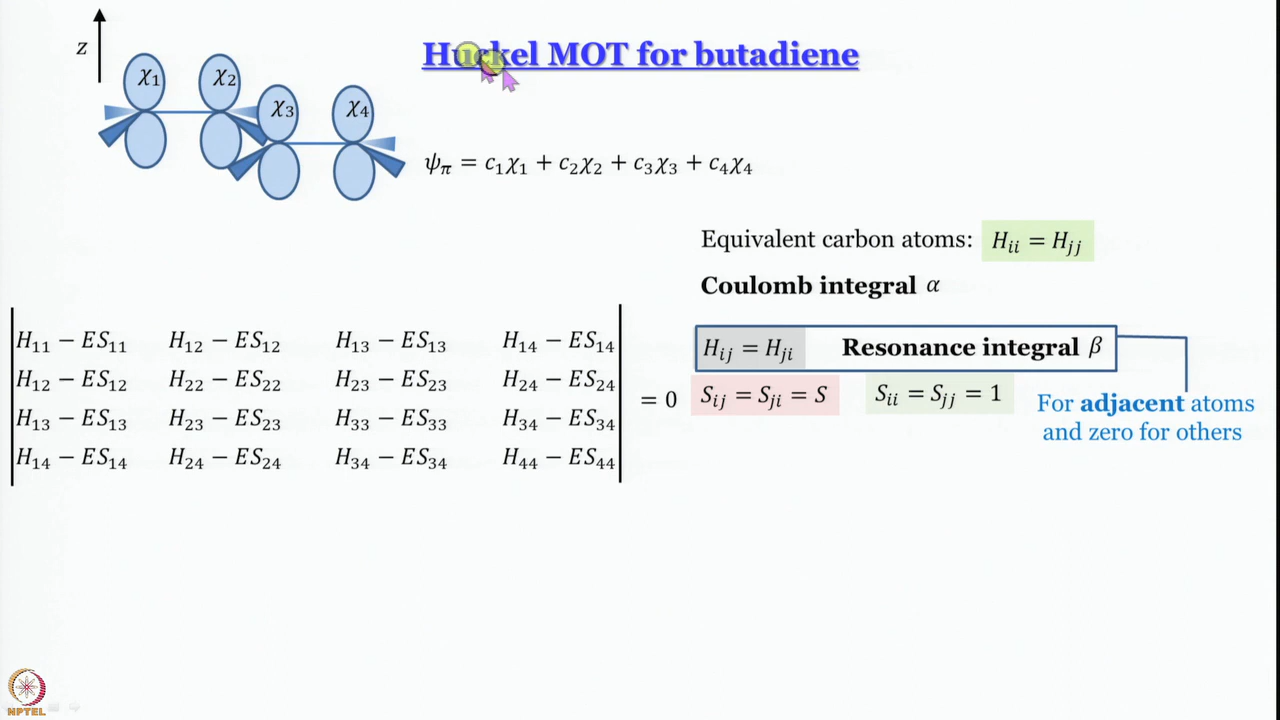 Huckel MOT for butadiene
z
χ₁ χ₂ χ₃ χ₄
ψ_π = c₁χ₁ + c₂χ₂ + c₃χ₃ + c₄χ₄
Equivalent carbon atoms: H_ii = H_jj
Coulomb integral α
H_ij = H_ji Resonance integral β
S_ij = S_ji = S S_ii = S_jj = 1
For adjacent atoms
and zero for others
H₁₁ − ES₁₁ H₁₂ − ES₁₂ H₁₃ − ES₁₃ H₁₄ − ES₁₄
H₁₂ − ES₁₂ H₂₂ − ES₂₂ H₂₃ − ES₂₃ H₂₄ − ES₂₄
H₁₃ − ES₁₃ H₂₃ − ES₂₃ H₃₃ − ES₃₃ H₃₄ − ES₃₄
H₁₄ − ES₁₄ H₂₄ − ES₂₄ H₃₄ − ES₃₄ H₄₄ − ES₄₄
= 0
NPTEL